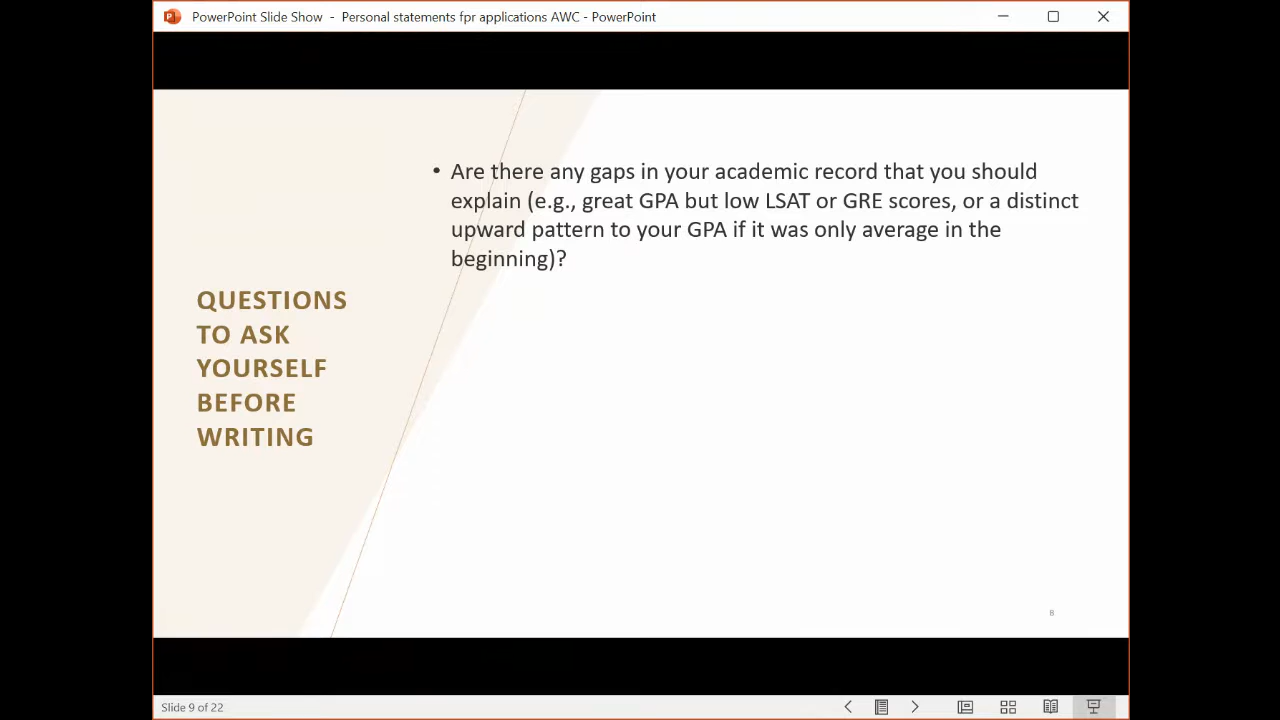 PowerPoint Slide Show - Personal statements fpr applications AWC - PowerPoint
QUESTIONS
TO ASK
YOURSELF
BEFORE
WRITING
• Are there any gaps in your academic record that you should
explain (e.g., great GPA but low LSAT or GRE scores, or a distinct
upward pattern to your GPA if it was only average in the
beginning)?
8
Slide 9 of 22